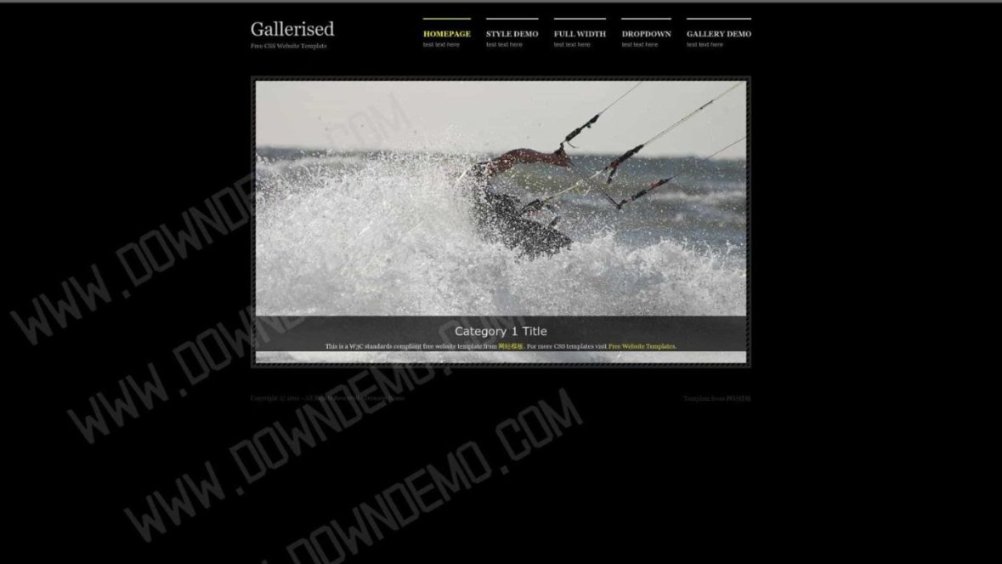 Gallerised
Free CSS Website Template
HOMEPAGE STYLE DEMO FULL WIDTH DROPDOWN GALLERY DEMO
test text here test text here test text here test text here test text here
Category 1 Title
This is a W3C standards compliant free website template from 网站模板. For more CSS templates visit Free Website Templates.
Template from
WWW.DOWNDEMO.COM
WWW.DOWNDEMO.COM
WWW.DOWNDEMO.COM
WWW.DOWNDEMO.COM